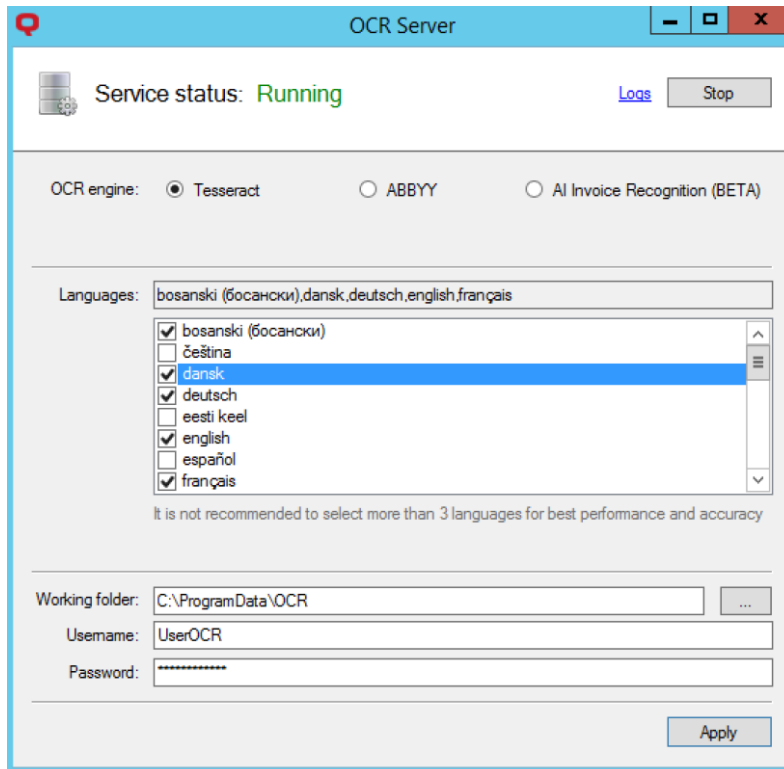 OCR Server
Service status: Running
Logs
Stop
OCR engine:
Tesseract
ABBYY
AI Invoice Recognition (BETA)
Languages:
bosanski (босански),dansk,deutsch,english,français
bosanski (босански)
čeština
dansk
deutsch
eesti keel
english
español
français
It is not recommended to select more than 3 languages for best performance and accuracy
Working folder:
C:\ProgramData\OCR
...
Username:
UserOCR
Password:
************
Apply